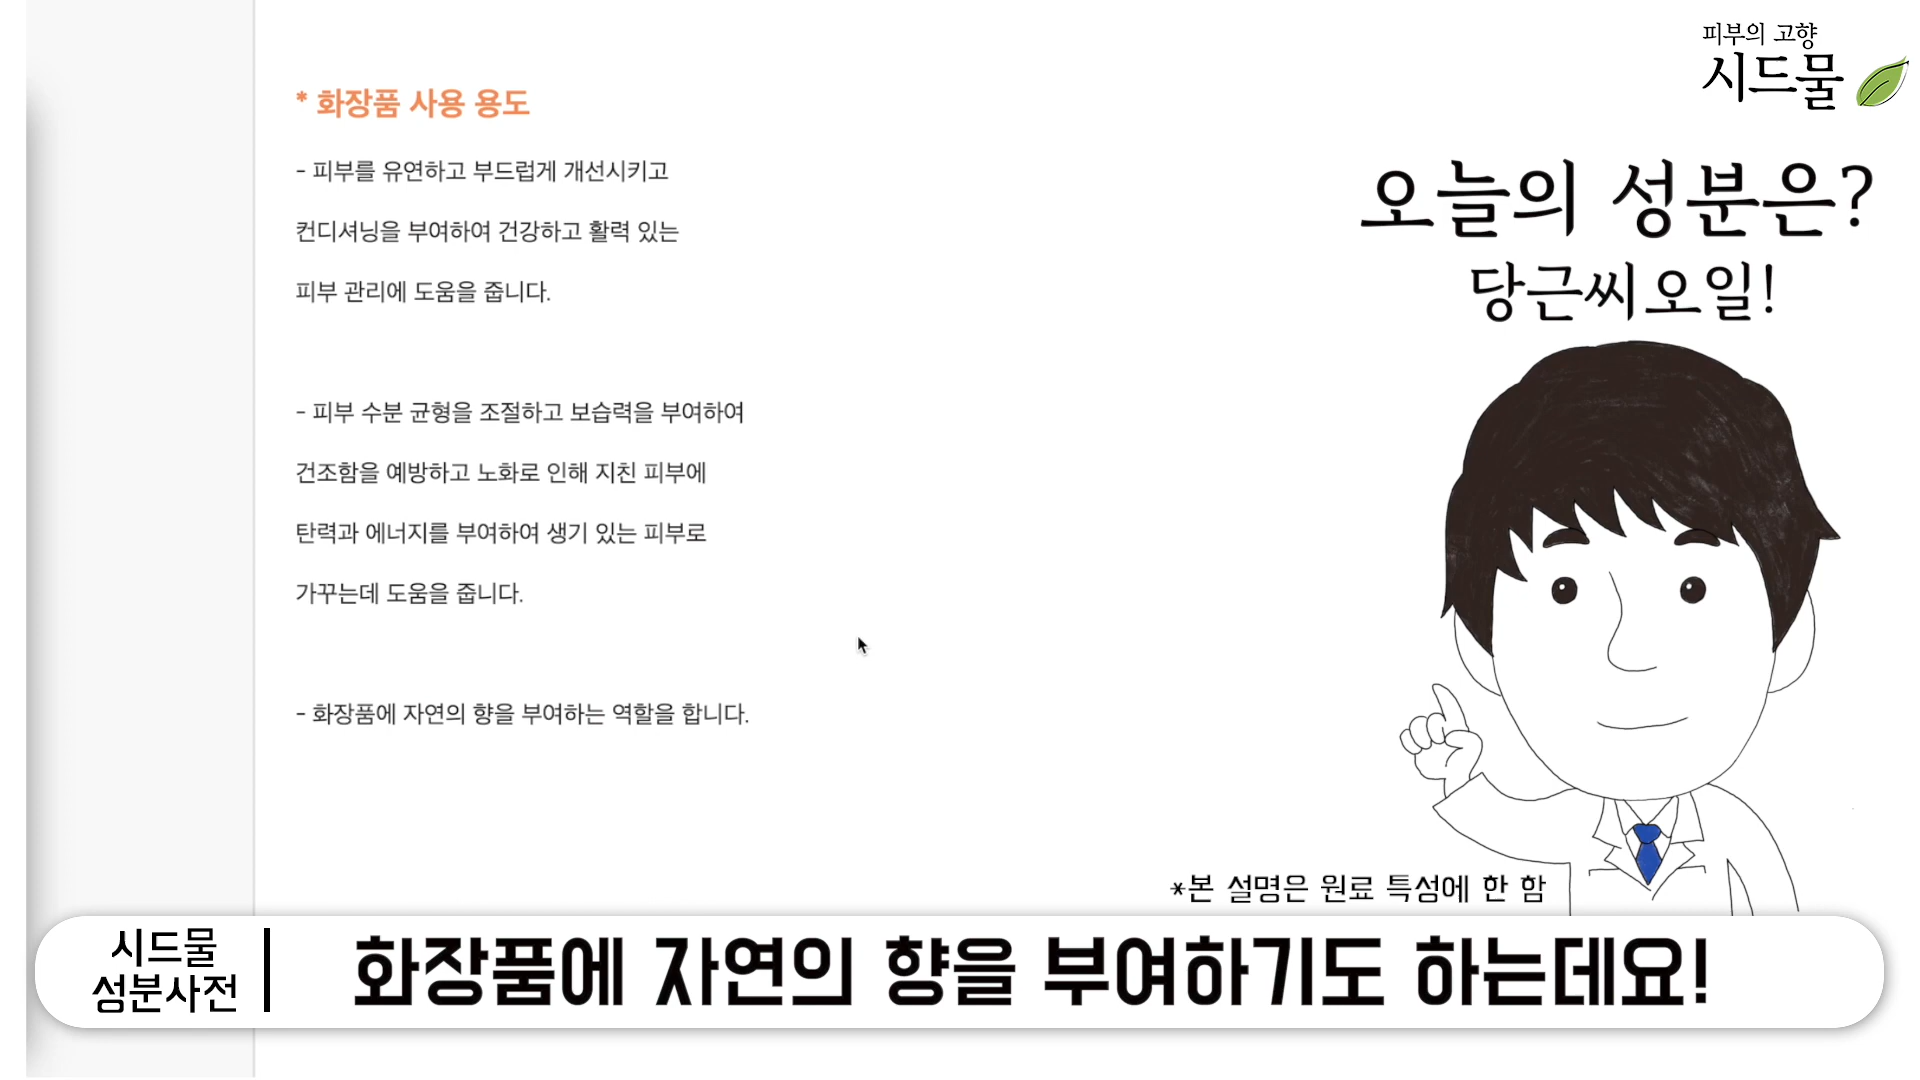 * 화장품 사용 용도
- 피부를 유연하고 부드럽게 개선시키고
컨디셔닝을 부여하여 건강하고 활력 있는
피부 관리에 도움을 줍니다.
- 피부 수분 균형을 조절하고 보습력을 부여하여
건조함을 예방하고 노화로 인해 지친 피부에
탄력과 에너지를 부여하여 생기 있는 피부로
가꾸는데 도움을 줍니다.
- 화장품에 자연의 향을 부여하는 역할을 합니다.
피부의 고향
시드물
오늘의 성분은?
당근씨오일!
*본 설명은 원료 특성에 한 함
시드물
성분사전
화장품에 자연의 향을 부여하기도 하는데요!